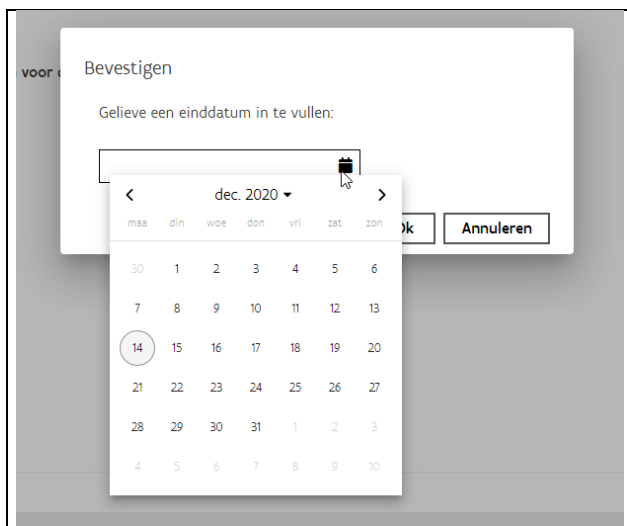 Bevestigen
voor
Gelieve een einddatum in te vullen:
dec. 2020
maa din woe don vri zat zon
Annuleren
30 1 2 3 4 5 6
7 8 9 10 11 12 13
14 15 16 17 18 19 20
21 22 23 24 25 26 27
28 29 30 31 1 2 3
4 5 6 7 8 9 10